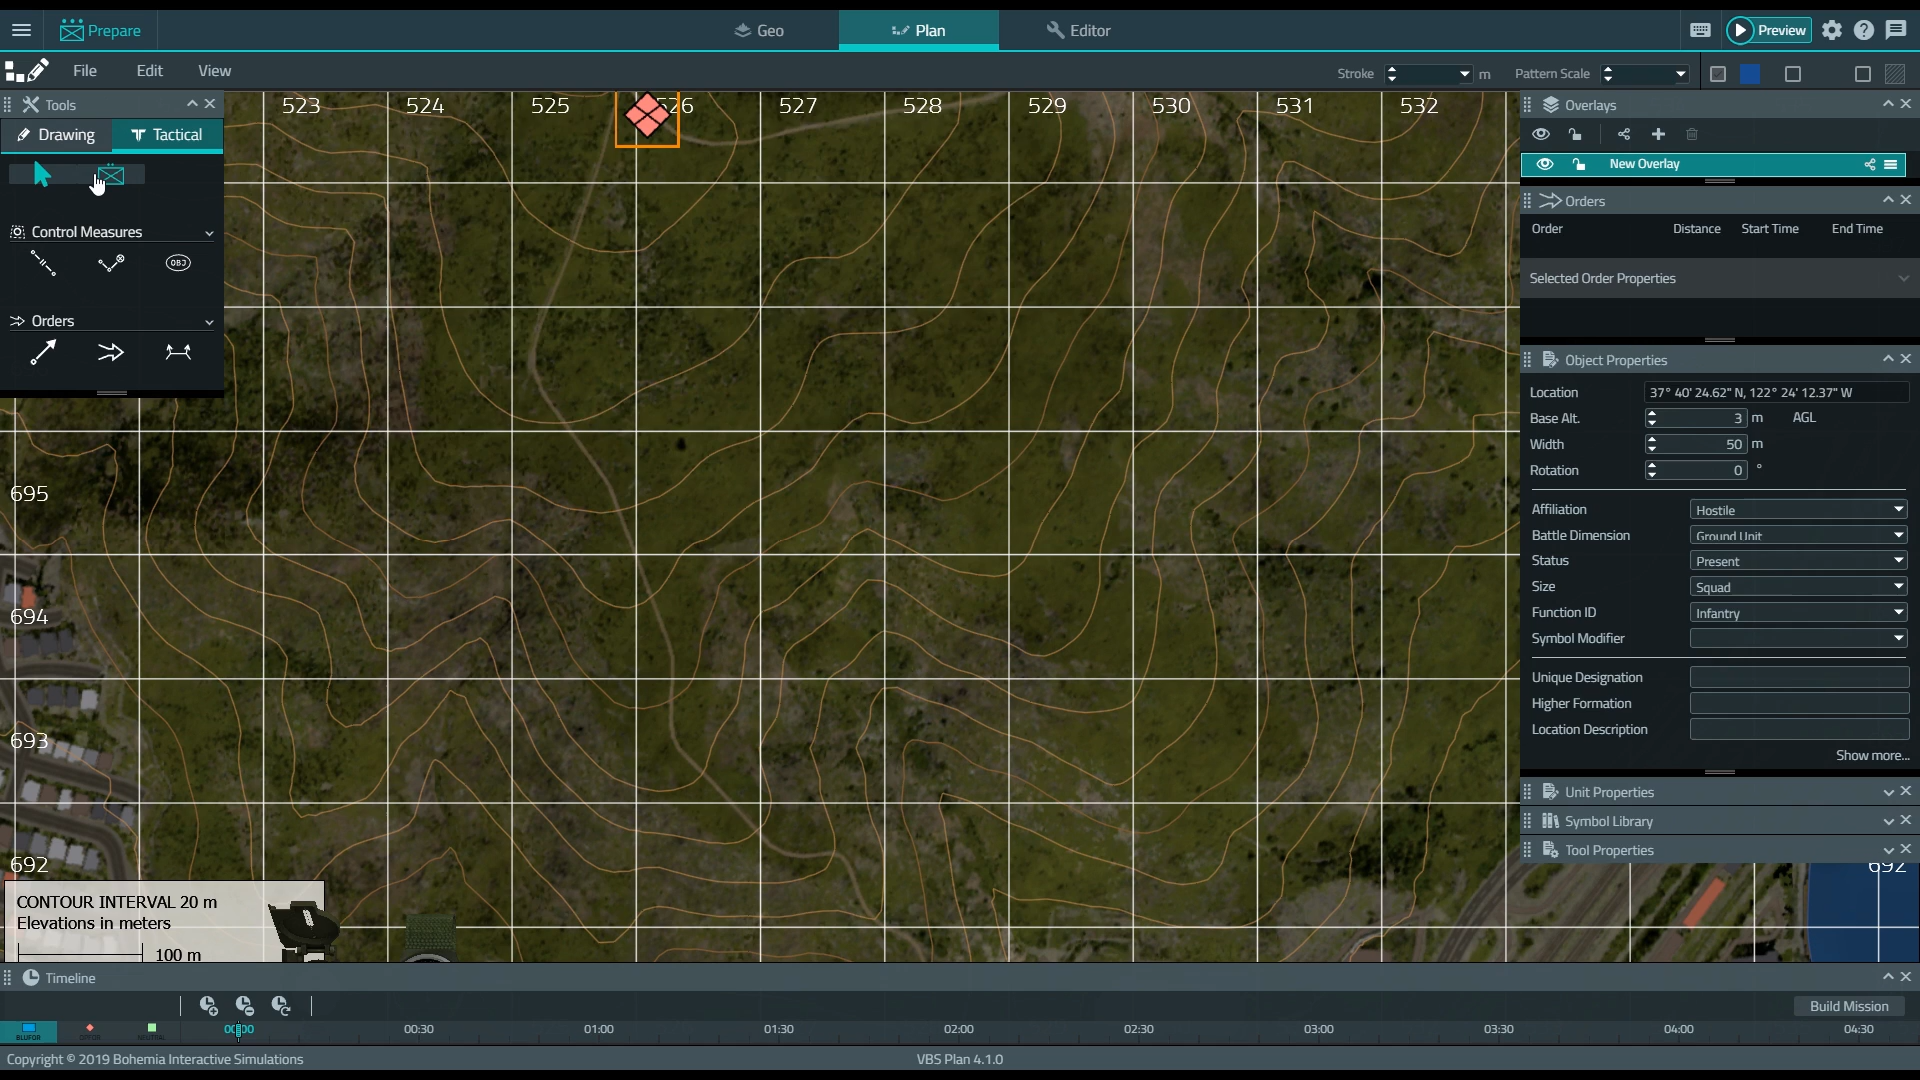 Prepare
Geo
Plan
Editor
Preview
File Edit View
Stroke m Pattern Scale
Tools
Drawing Tactical
Control Measures
OBJ
Orders
523 524 525 526 527 528 529 530 531 532
695
694
693
692
692
CONTOUR INTERVAL 20 m
Elevations in meters
100 m
Overlays
New Overlay
Orders
Order Distance Start Time End Time
Selected Order Properties
Object Properties
Location 37° 40' 24.62" N, 122° 24' 12.37" W
Base Alt. 3 m AGL
Width 50 m
Rotation 0 °
Affiliation Hostile
Battle Dimension Ground Unit
Status Present
Size Squad
Function ID Infantry
Symbol Modifier
Unique Designation
Higher Formation
Location Description
Show more...
Unit Properties
Symbol Library
Tool Properties
Timeline
Build Mission
BLUFOR OPFOR NEUTRAL
00:00 00:30 01:00 01:30 02:00 02:30 03:00 03:30 04:00 04:30
Copyright © 2019 Bohemia Interactive Simulations
VBS Plan 4.1.0